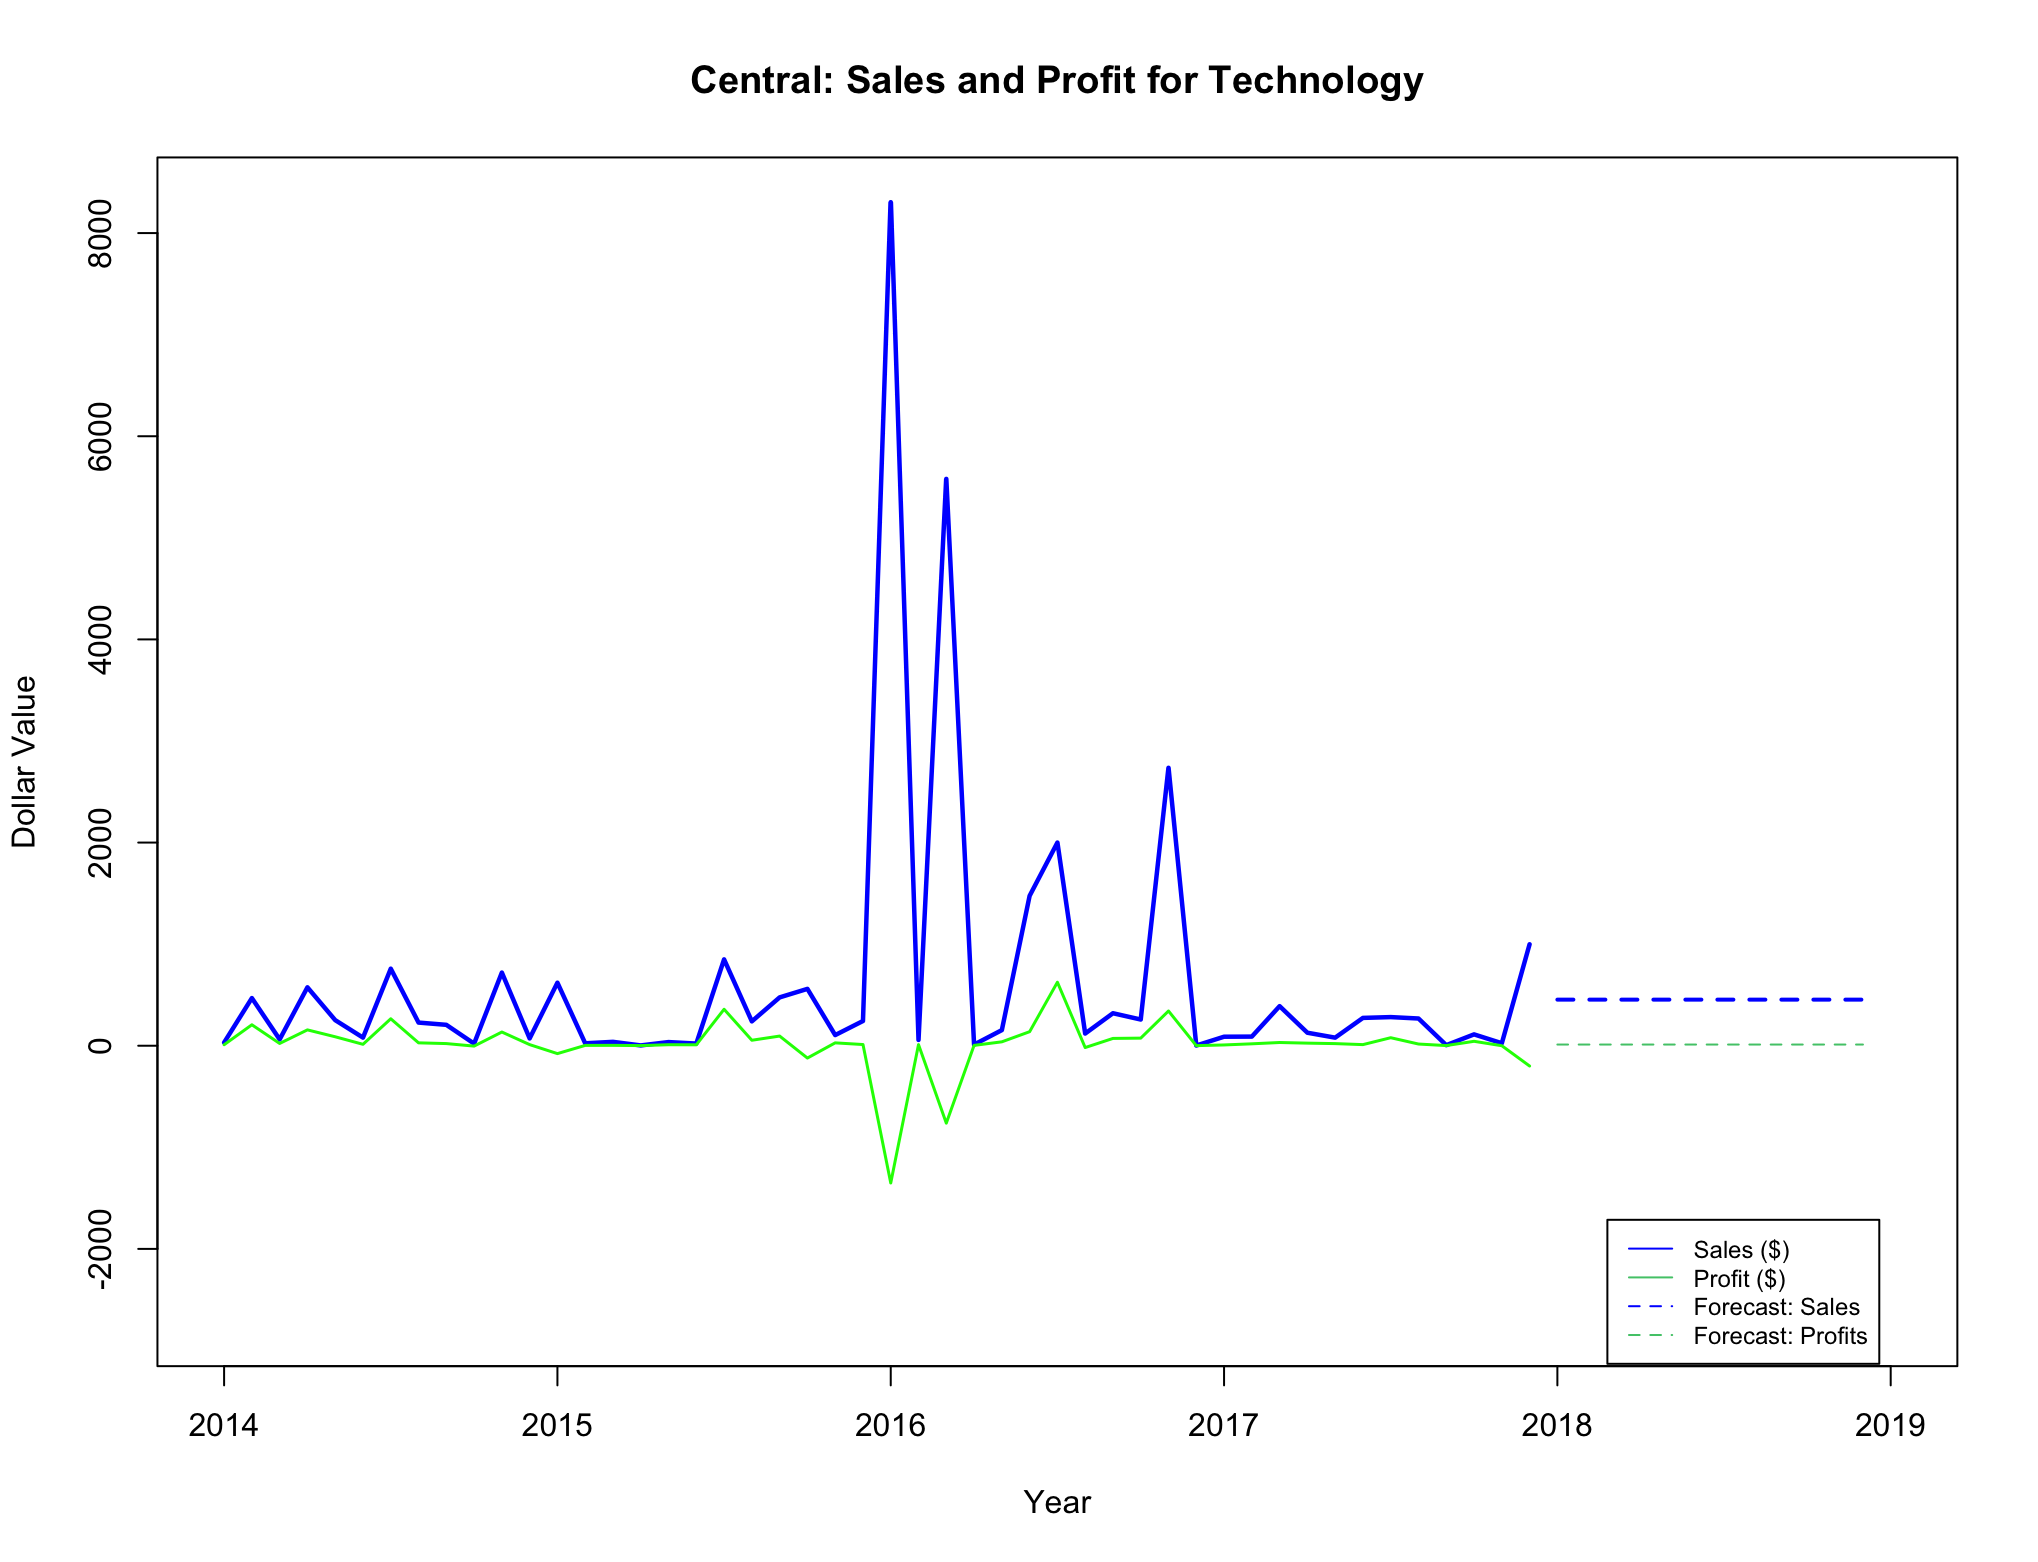 Central: Sales and Profit for Technology
Dollar Value
8000
6000
4000
2000
0
-2000
Sales ($)
Profit ($)
Forecast: Sales
Forecast: Profits
2014 2015 2016 2017 2018 2019
Year